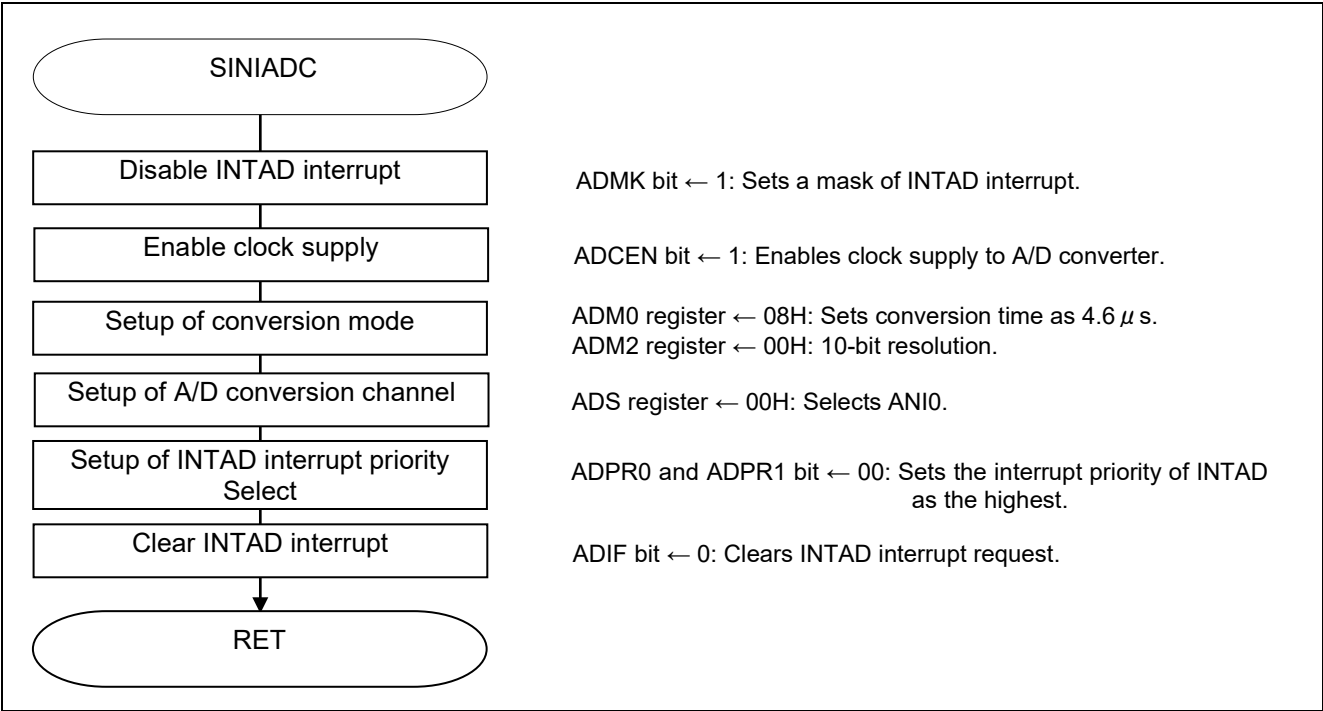 SINIADC
Disable INTAD interrupt
ADMK bit ← 1: Sets a mask of INTAD interrupt.
Enable clock supply
ADCEN bit ← 1: Enables clock supply to A/D converter.
Setup of conversion mode
ADM0 register ← 08H: Sets conversion time as 4.6 μ s.
ADM2 register ← 00H: 10-bit resolution.
Setup of A/D conversion channel
ADS register ← 00H: Selects ANI0.
Setup of INTAD interrupt priority
Select
ADPR0 and ADPR1 bit ← 00: Sets the interrupt priority of INTAD
as the highest.
Clear INTAD interrupt
ADIF bit ← 0: Clears INTAD interrupt request.
RET